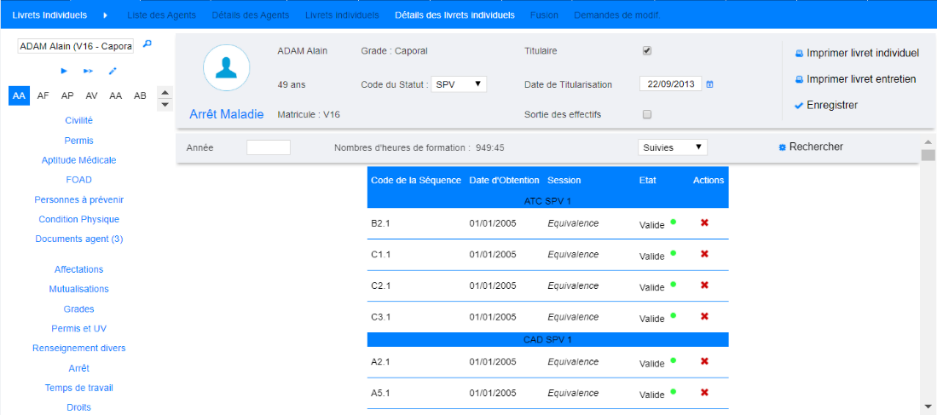 Livrets Individuels Liste des Agents Détails des Agents Livrets individuels Détails des livrets individuels Fusion Demandes de modif.
ADAM Alain (V16 - Capora
AA AF AP AV AA AB
Civilité
Permis
Aptitude Médicale
FOAD
Personnes à prévenir
Condition Physique
Documents agent (3)
Affectations
Mutualisations
Grades
Permis et UV
Renseignement divers
Arrêt
Temps de travail
Droits
ADAM Alain Grade : Caporal Titulaire
49 ans Code du Statut : SPV Date de Titularisation 22/09/2013
Arrêt Maladie Matricule : V16 Sortie des effectifs
Imprimer livret individuel
Imprimer livret entretien
Enregistrer
Année Nombres d'heures de formation : 949:45 Suivies Rechercher
Code de la Séquence Date d'Obtention Session Etat Actions
ATC SPV 1
B2.1 01/01/2005 Equivalence Valide
C1.1 01/01/2005 Equivalence Valide
C2.1 01/01/2005 Equivalence Valide
C3.1 01/01/2005 Equivalence Valide
CAD SPV 1
A2.1 01/01/2005 Equivalence Valide
A5.1 01/01/2005 Equivalence Valide